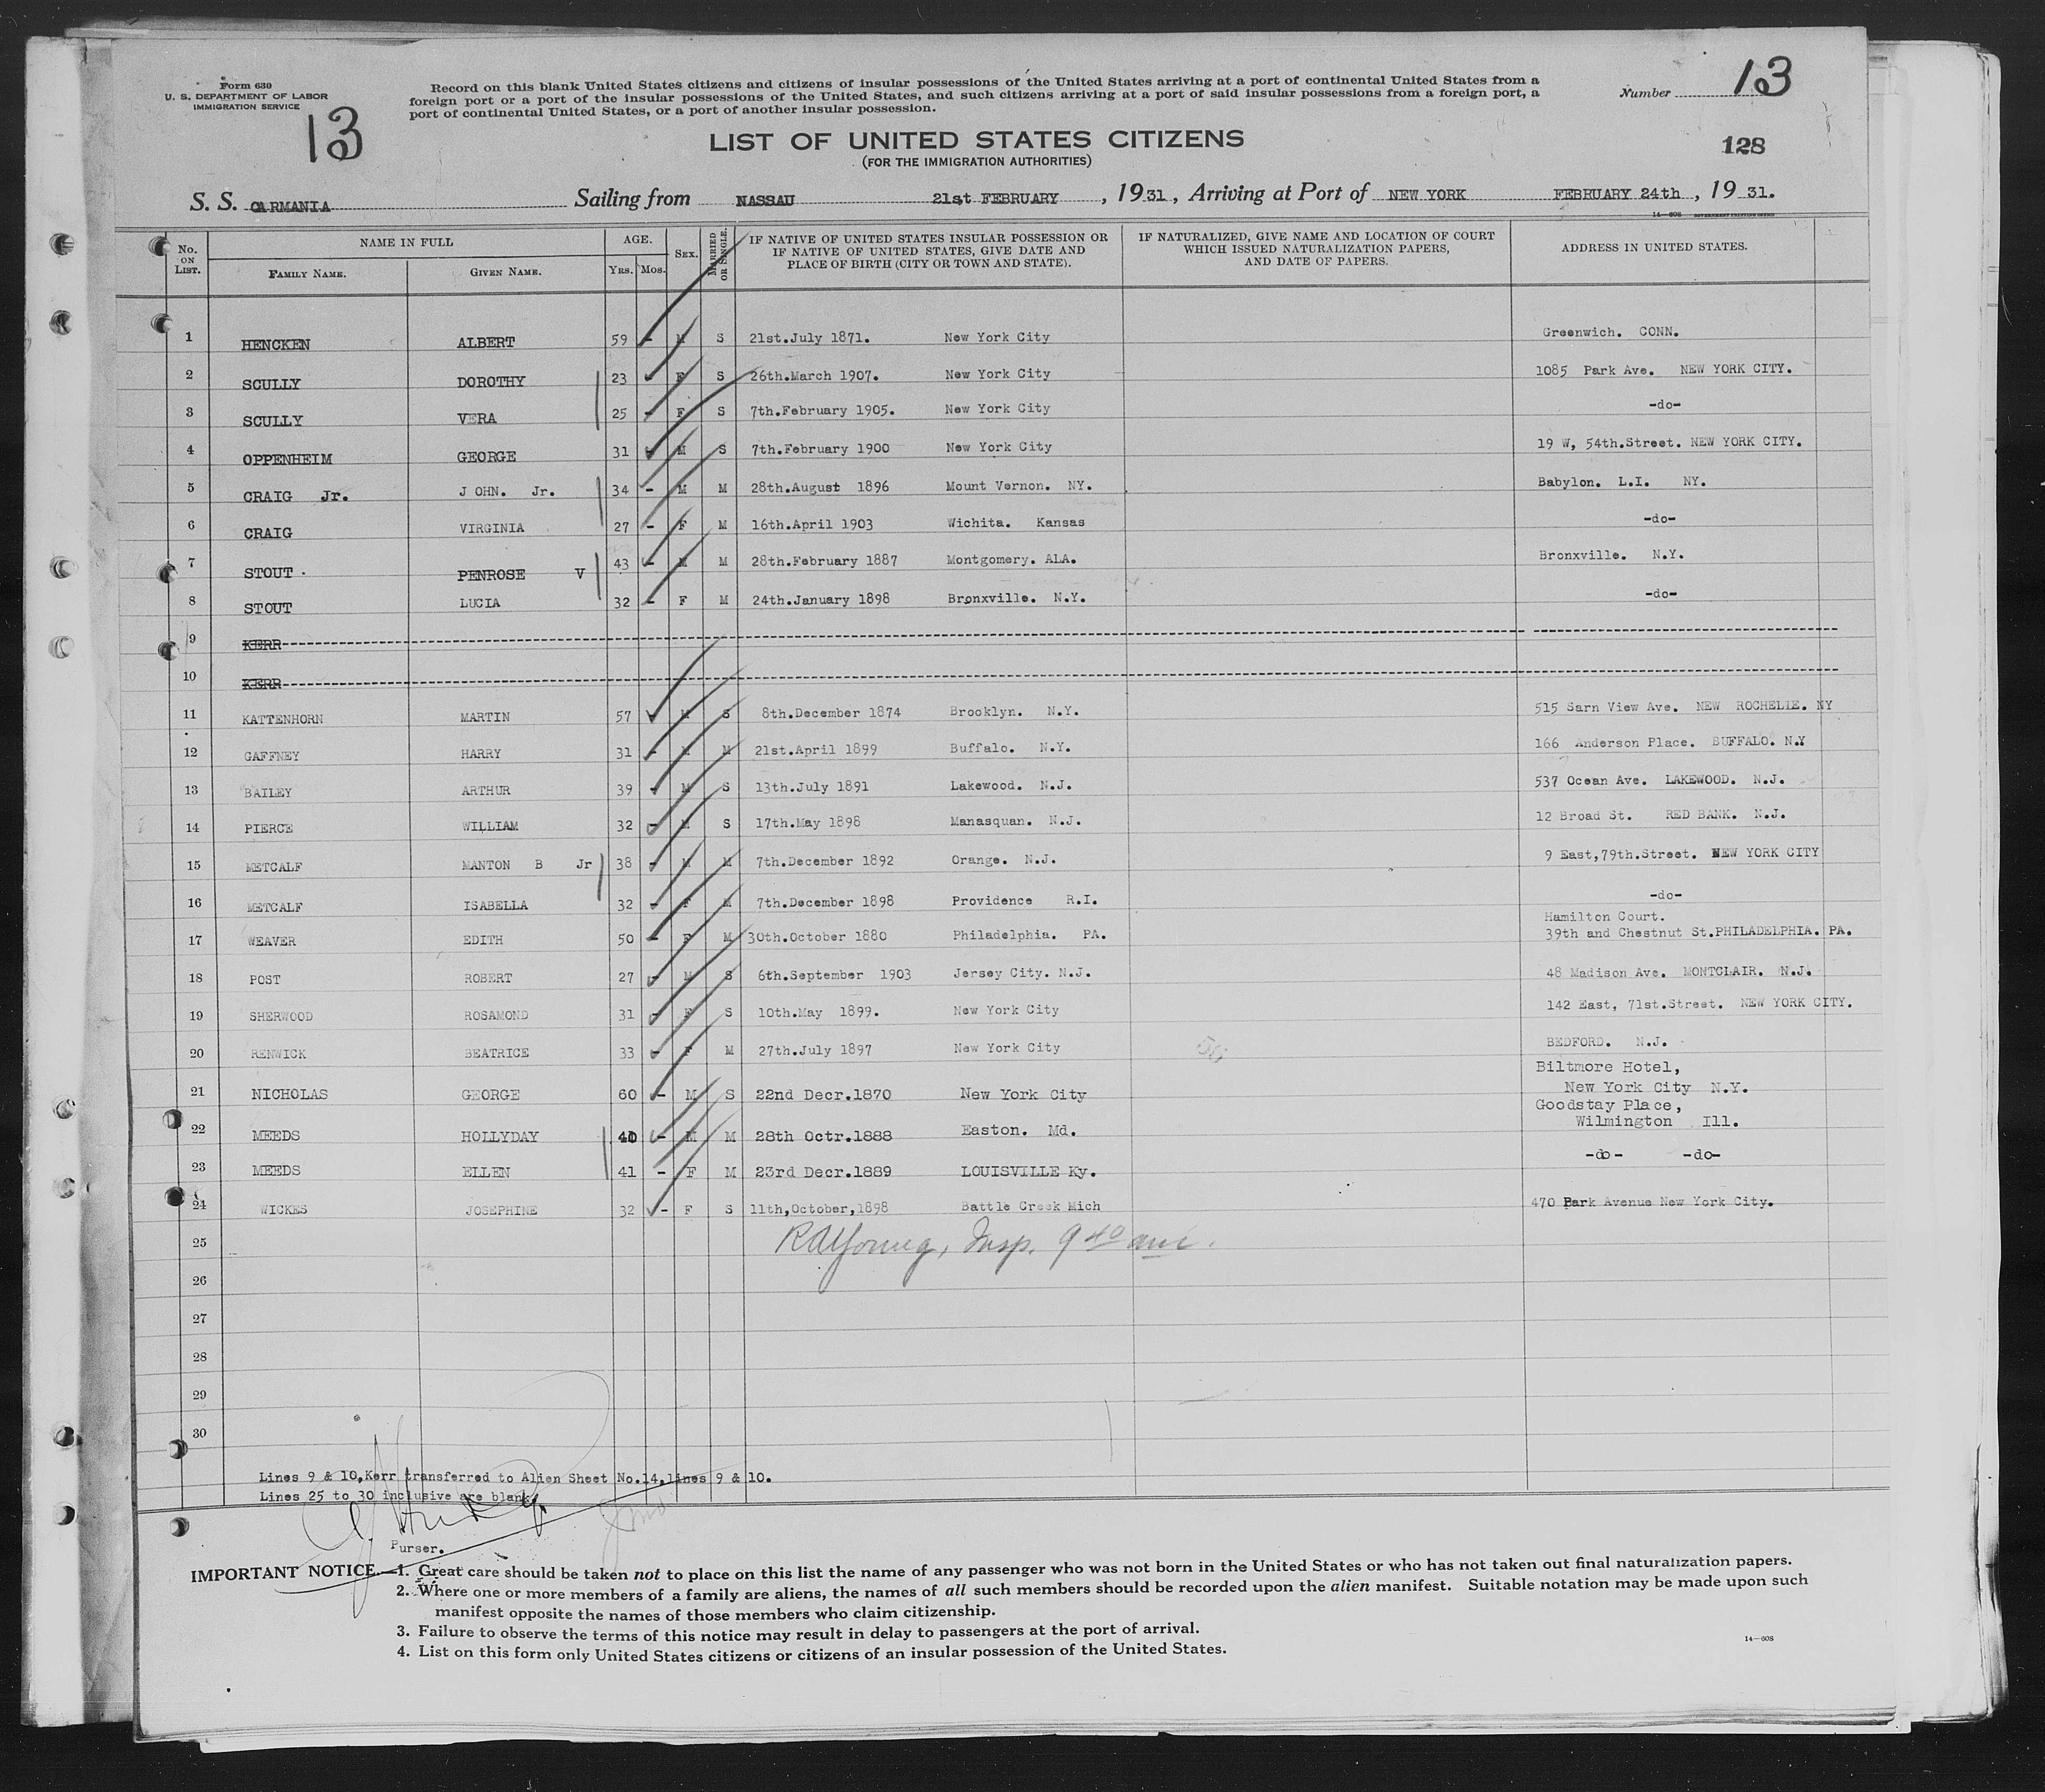 Form 630
U. S. DEPARTMENT OF LABOR
IMMIGRATION SERVICE
13
Record on this blank United States citizens and citizens of insular possessions of the United States arriving at a port of continental United States from a
foreign port or a port of the insular possessions of the United States, and such citizens arriving at a port of said insular possessions from a foreign port, a
port of continental United States, or a port of another insular possession.
Number 13
LIST OF UNITED STATES CITIZENS
(FOR THE IMMIGRATION AUTHORITIES)
128
S. S. CARMANIA Sailing from NASSAU 21st FEBRUARY , 1931 , Arriving at Port of NEW YORK FEBRUARY 24th , 19 31.
14—608 GOVERNMENT PRINTING OFFICE
No. ON LIST. NAME IN FULL FAMILY NAME. GIVEN NAME. AGE. YRS. MOS. SEX. MARRIED OR SINGLE. IF NATIVE OF UNITED STATES INSULAR POSSESSION OR IF NATIVE OF UNITED STATES, GIVE DATE AND PLACE OF BIRTH (CITY OR TOWN AND STATE). IF NATURALIZED, GIVE NAME AND LOCATION OF COURT WHICH ISSUED NATURALIZATION PAPERS, AND DATE OF PAPERS. ADDRESS IN UNITED STATES.
1 HENCKEN ALBERT 59 - M S 21st.July 1871. New York City Greenwich. CONN.
2 SCULLY DOROTHY 23 - F S 26th.March 1907. New York City 1085 Park Ave. NEW YORK CITY.
3 SCULLY VERA 25 - F S 7th.February 1905. New York City -do-
4 OPPENHEIM GEORGE 31 - M S 7th.February 1900 New York City 19 W, 54th.Street. NEW YORK CITY.
5 CRAIG Jr. J OHN. Jr. 34 - M M 28th.August 1896 Mount Vernon. NY. Babylon. L.I. NY.
6 CRAIG VIRGINIA 27 - F M 16th.April 1903 Wichita. Kansas -do-
7 STOUT PENROSE V 43 - M M 28th.February 1887 Montgomery. ALA. Bronxville. N.Y.
8 STOUT LUCIA 32 - F M 24th.January 1898 Bronxville. N.Y. -do-
9 KERR
10 KERR
11 KATTENHORN MARTIN 57 - M S 8th.December 1874 Brooklyn. N.Y. 515 Sarn View Ave. NEW ROCHELLE. NY
12 GAFFNEY HARRY 31 - M M 21st.April 1899 Buffalo. N.Y. 166 Anderson Place. BUFFALO. N.Y
13 BAILEY ARTHUR 39 - M S 13th.July 1891 Lakewood. N.J. 537 Ocean Ave. LAKEWOOD. N.J.
14 PIERCE WILLIAM 32 - M S 17th.May 1898 Manasquan. N.J. 12 Broad St. RED BANK. N.J.
15 METCALF MANTON B Jr 38 - M M 7th.December 1892 Orange. N.J. 9 East,79th.Street. NEW YORK CITY
16 METCALF ISABELLA 32 - F M 7th.December 1898 Providence R.I. -do-
17 WEAVER EDITH 50 - F M 30th.October 1880 Philadelphia. PA. Hamilton Court. 39th and Chestnut St.PHILADELPHIA. PA.
18 POST ROBERT 27 - M S 6th.September 1903 Jersey City. N.J. 48 Madison Ave. MONTCLAIR. N.J.
19 SHERWOOD ROSAMOND 31 - F S 10th.May 1899. New York City 142 East, 71st.Street. NEW YORK CITY.
20 RENWICK BEATRICE 33 - F M 27th.July 1897 New York City BEDFORD. N.J.
21 NICHOLAS GEORGE 60 - M S 22nd Decr.1870 New York City Biltmore Hotel, New York City N.Y.
22 MEEDS HOLLYDAY - M M 28th Octr.1888 Easton. Md. Goodstay Place, Wilmington Ill.
23 MEEDS ELLEN 41 - F M 23rd Decr.1889 LOUISVILLE Ky. -do- -do-
24 WICKES JOSEPHINE 32 - F S 11th,October,1898 Battle Creek Mich 470 Park Avenue New York City.
25 RAYoung, Insp. 9 40 am.
26
27
28
29
30
Lines 9 & 10,Kerr transferred to Alien Sheet No.14,lines 9 & 10.
Lines 25 to 30 inclusive are blank.
Purser.
IMPORTANT NOTICE.—1. Great care should be taken not to place on this list the name of any passenger who was not born in the United States or who has not taken out final naturalization papers.
2. Where one or more members of a family are aliens, the names of all such members should be recorded upon the alien manifest. Suitable notation may be made upon such
manifest opposite the names of those members who claim citizenship.
3. Failure to observe the terms of this notice may result in delay to passengers at the port of arrival.
4. List on this form only United States citizens or citizens of an insular possession of the United States.
14—608